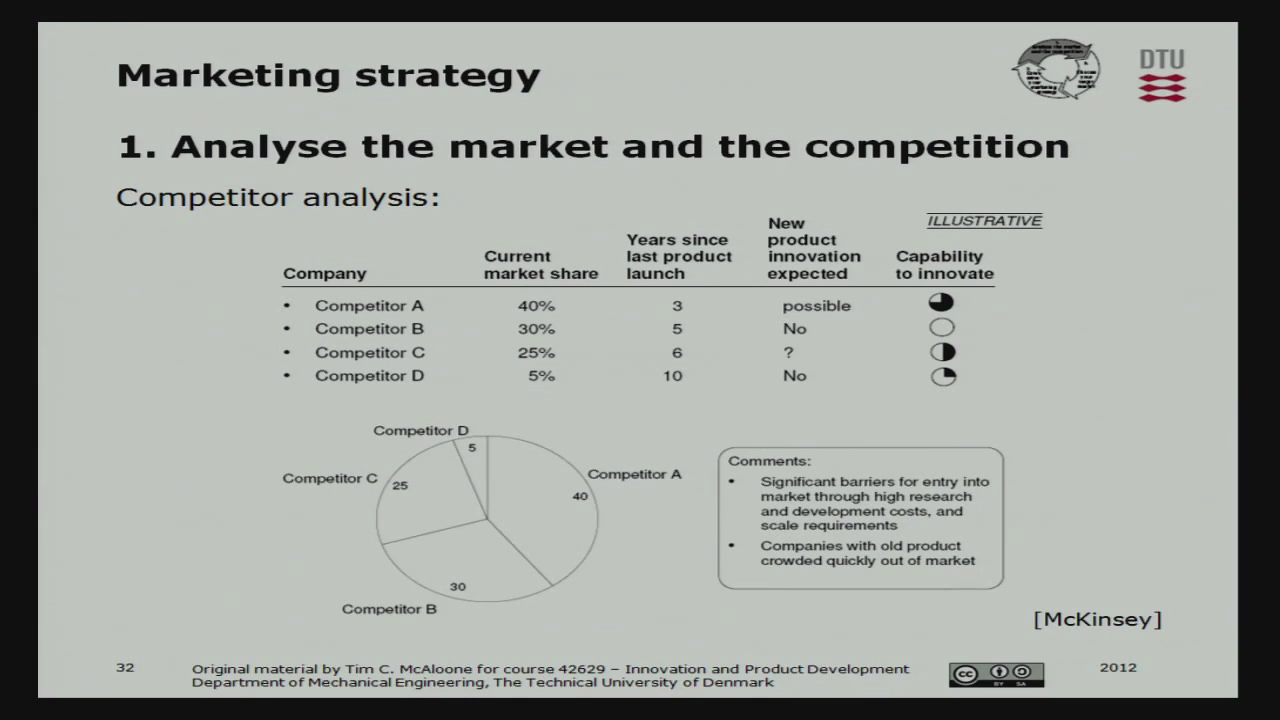 Marketing strategy
DTU
1. Analyse the market and the competition
Competitor analysis:
ILLUSTRATIVE
Company
Current
market share
Years since
last product
launch
New
product
innovation
expected
Capability
to innovate
• Competitor A 40% 3 possible
• Competitor B 30% 5 No
• Competitor C 25% 6 ?
• Competitor D 5% 10 No
Competitor D
5
Competitor C
25
Competitor A
40
30
Competitor B
Comments:
• Significant barriers for entry into
market through high research
and development costs, and
scale requirements
• Companies with old product
crowded quickly out of market
[McKinsey]
32
Original material by Tim C. McAloone for course 42629 – Innovation and Product Development
Department of Mechanical Engineering, The Technical University of Denmark
cc
BY SA
2012